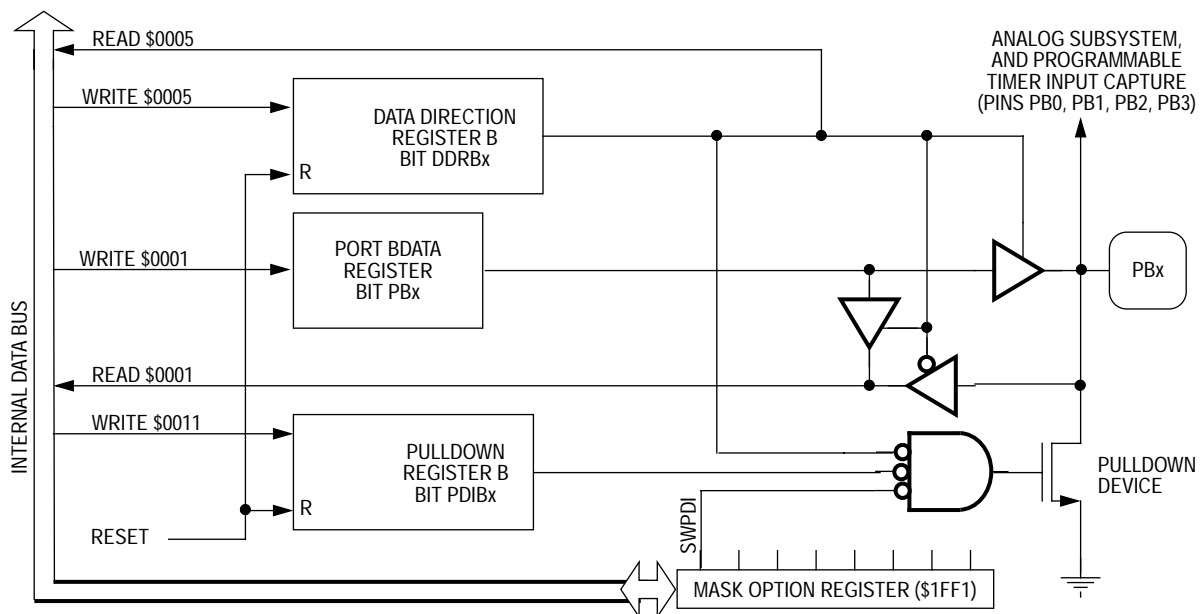 READ $0005
WRITE $0005
DATA DIRECTION
REGISTER B
BIT DDRBx
R
ANALOG SUBSYSTEM,
AND PROGRAMMABLE
TIMER INPUT CAPTURE
(PINS PB0, PB1, PB2, PB3)
WRITE $0001
PORT BDATA
REGISTER
BIT PBx
PBx
INTERNAL DATA BUS
READ $0001
WRITE $0011
PULLDOWN
REGISTER B
BIT PDIBx
R
PULLDOWN
DEVICE
RESET
SWPDI
MASK OPTION REGISTER ($1FF1)